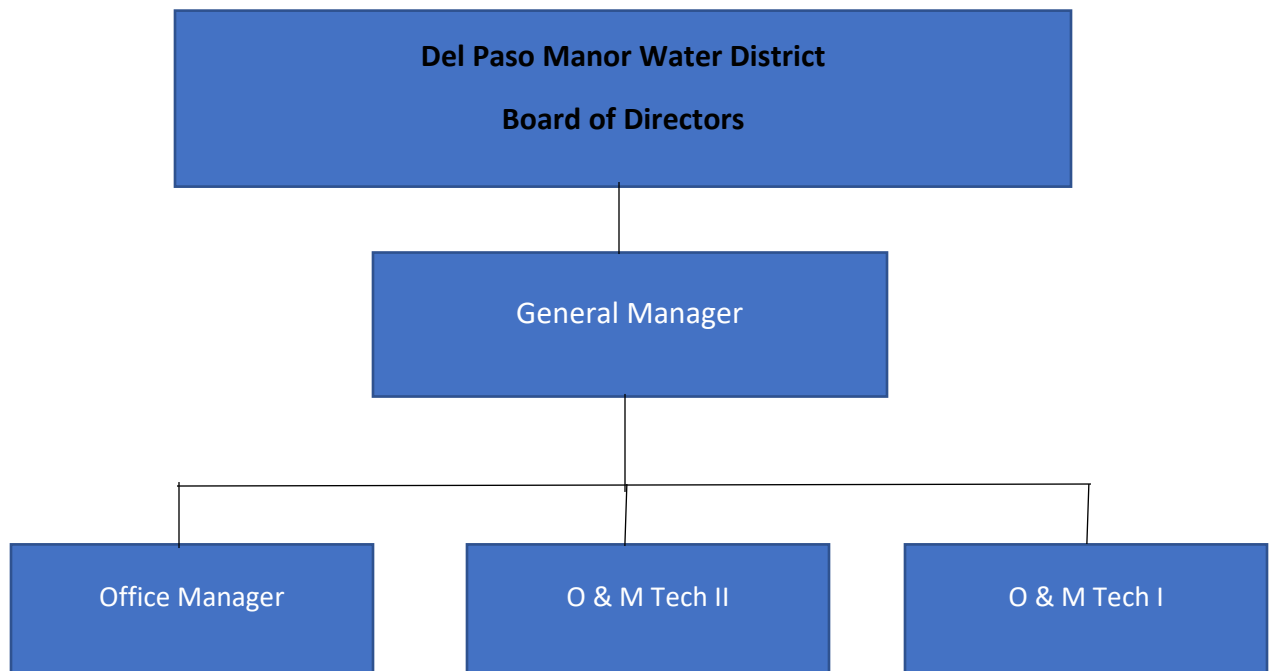 Del Paso Manor Water District
Board of Directors
General Manager
Office Manager
O & M Tech II
O & M Tech I